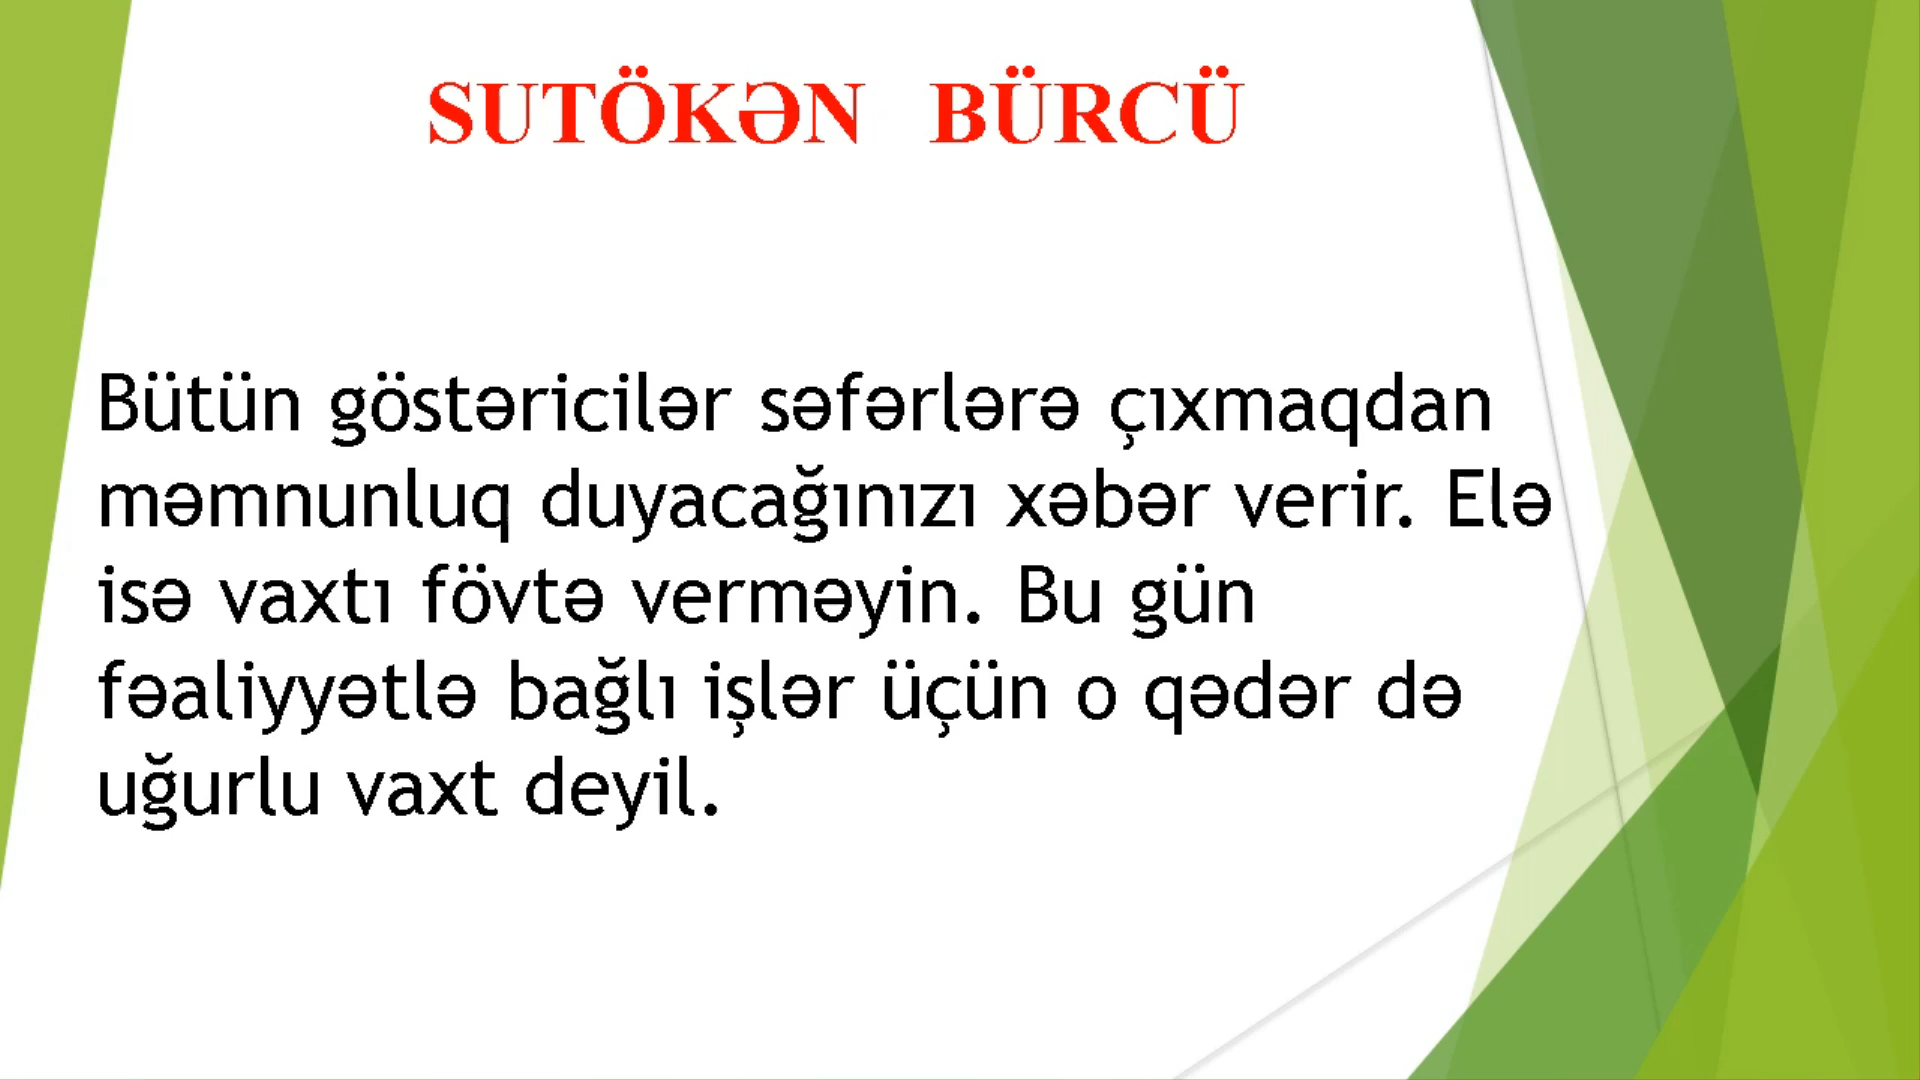 SUTÖKƏN BÜRCÜ
Bütün göstəricilər səfərlərə çıxmaqdan
məmnunluq duyacağınızı xəbər verir. Elə
isə vaxtı fövtə verməyin. Bu gün
fəaliyyətlə bağlı işlər üçün o qədər də
uğurlu vaxt deyil.